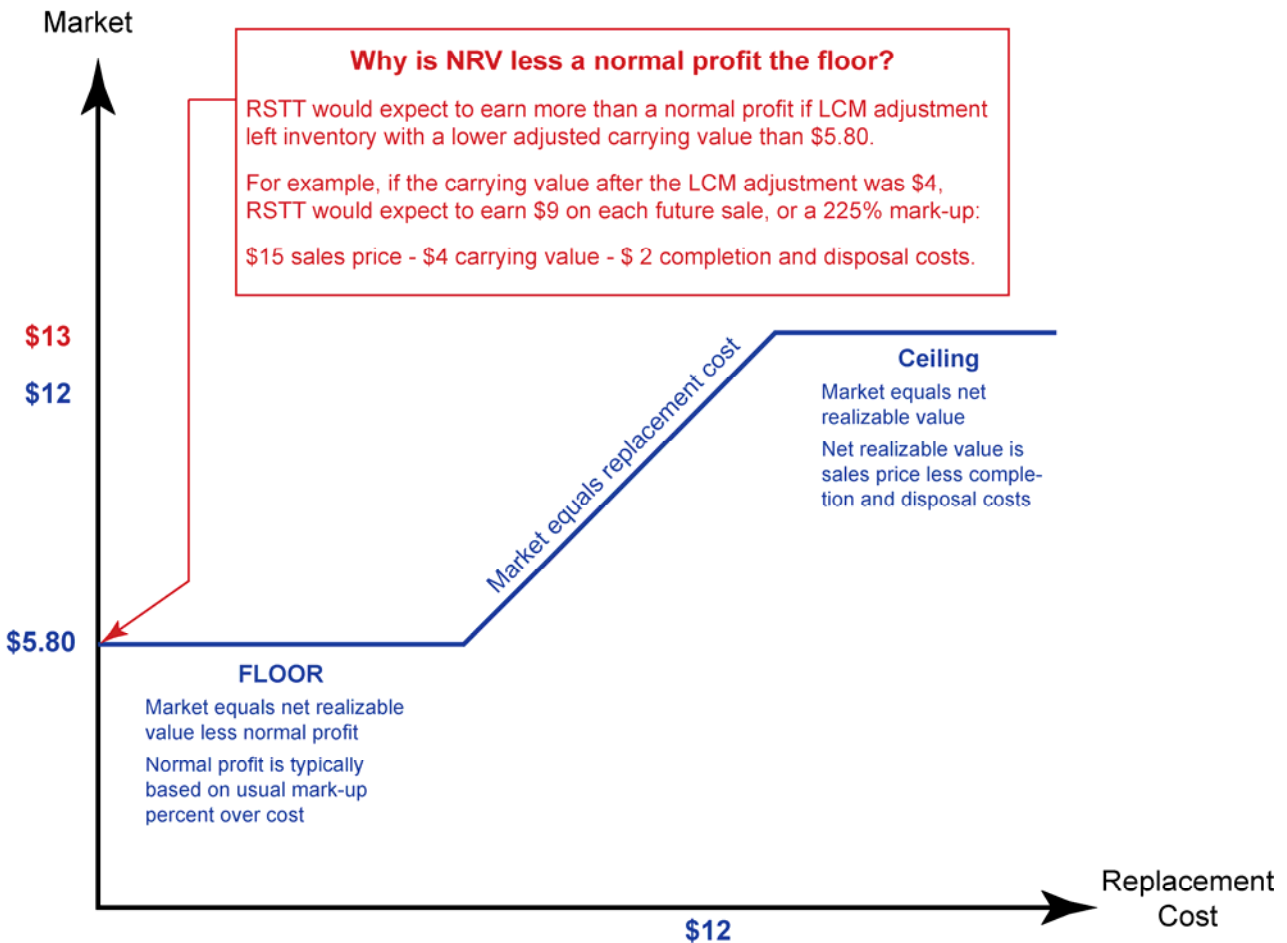 Market
Why is NRV less a normal profit the floor?
RSTT would expect to earn more than a normal profit if LCM adjustment
left inventory with a lower adjusted carrying value than $5.80.
For example, if the carrying value after the LCM adjustment was $4,
RSTT would expect to earn $9 on each future sale, or a 225% mark-up:
$15 sales price - $4 carrying value - $ 2 completion and disposal costs.
$13
$12
Market equals replacement cost
Ceiling
Market equals net
realizable value
Net realizable value is
sales price less comple-
tion and disposal costs
$5.80
FLOOR
Market equals net realizable
value less normal profit
Normal profit is typically
based on usual mark-up
percent over cost
Replacement
Cost
$12